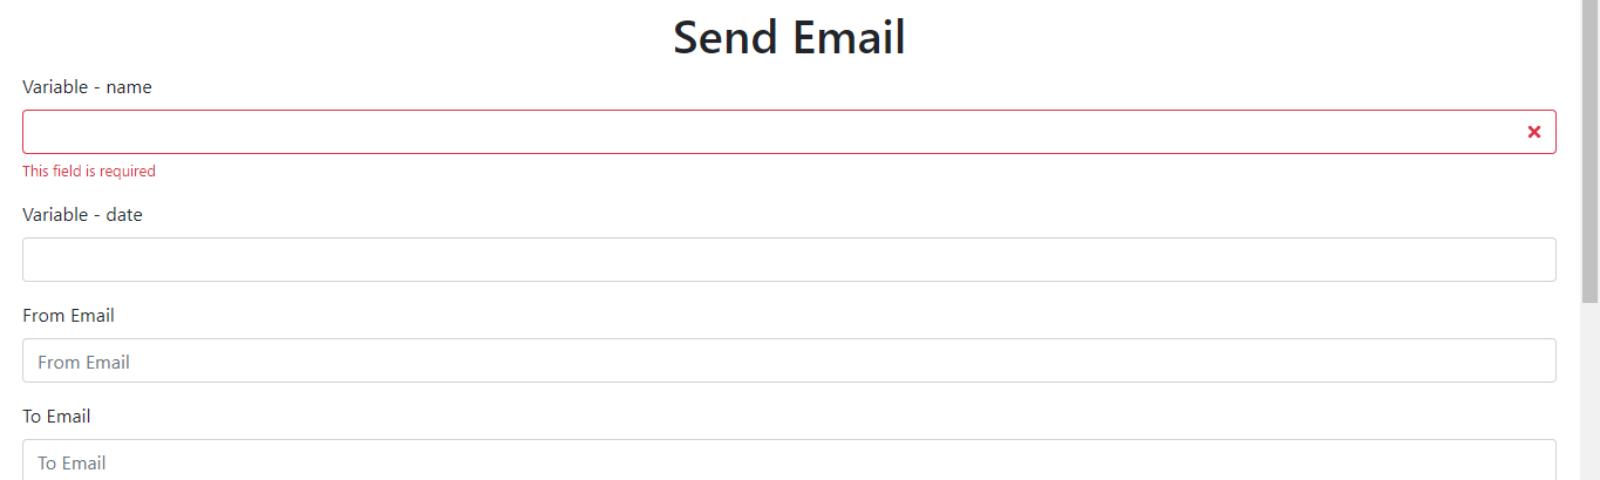 Send Email
Variable - name
This field is required
Variable - date
From Email
From Email
To Email
To Email